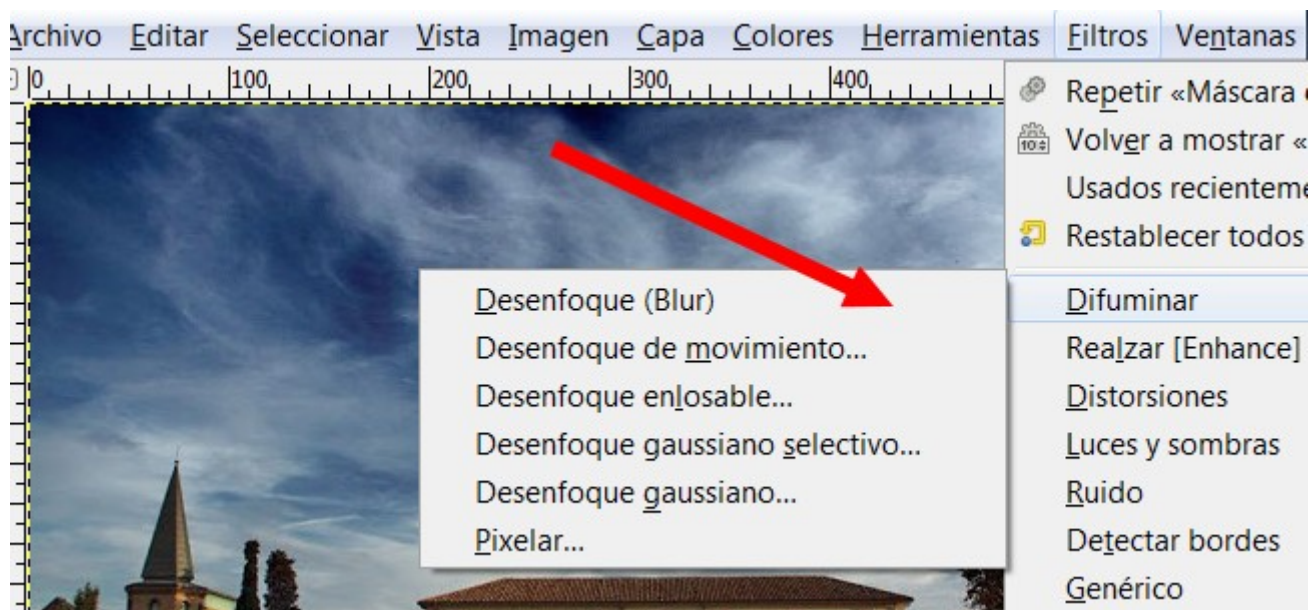 Archivo Editar Seleccionar Vista Imagen Capa Colores Herramientas Filtros Ventanas
0 100 200 300 400
Repetir «Máscara
Volver a mostrar «
Usados
Restablecer todos
Desenfoque (Blur)
Desenfoque de movimiento...
Desenfoque enlosable...
Desenfoque gaussiano selectivo...
Desenfoque gaussiano...
Pixelar...
Difuminar
Realzar [Enhance]
Distorsiones
Luces y sombras
Ruido
Detectar bordes
Genérico